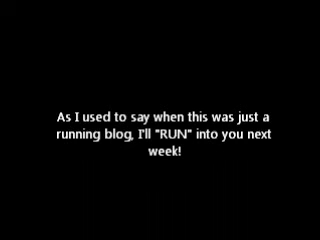 As I used to say when this was just a
running blog, I'll "RUN" into you next
week!